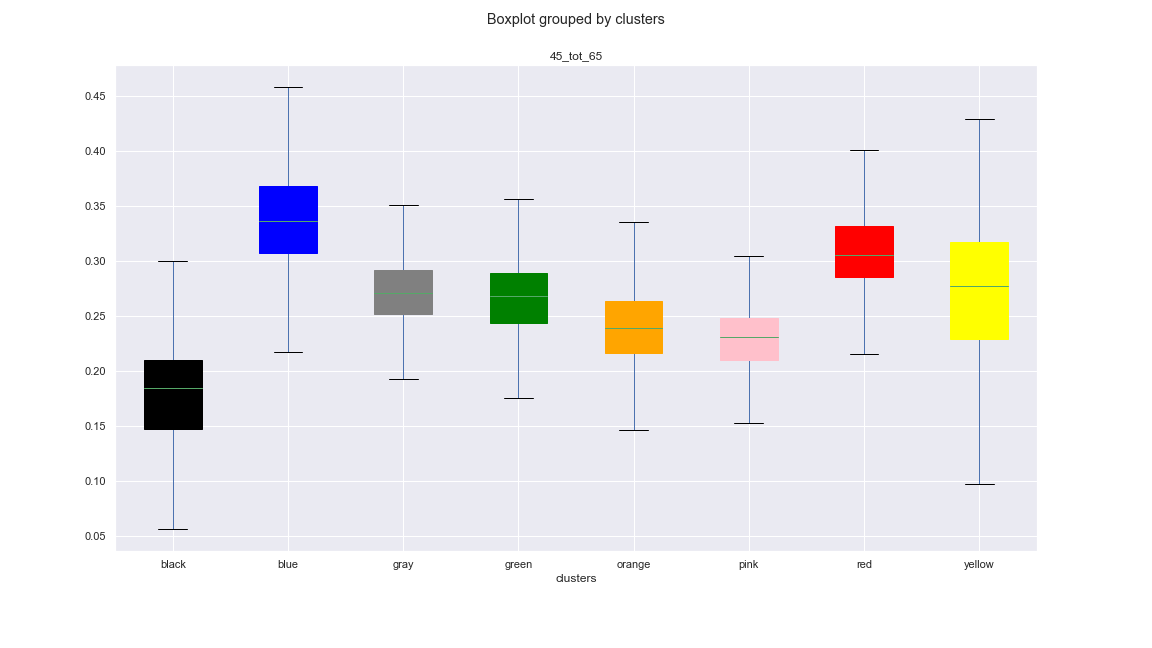 Boxplot grouped by clusters
45_tot_65
0.45
0.40
0.35
0.30
0.25
0.20
0.15
0.10
0.05
black blue gray green orange pink red yellow
clusters